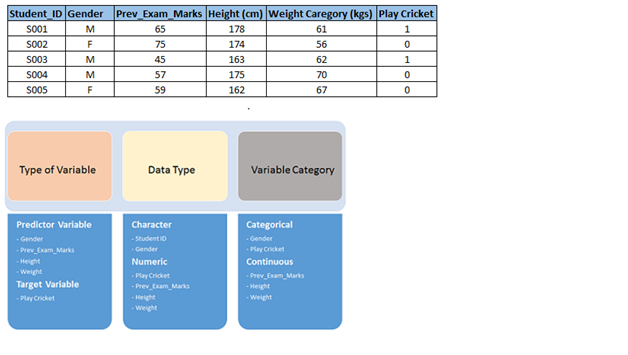 Student_ID Gender Prev_Exam_Marks Height (cm) Weight Caregory (kgs) Play Cricket
S001 M 65 178 61 1
S002 F 75 174 56 0
S003 M 45 163 62 1
S004 M 57 175 70 0
S005 F 59 162 67 0
.
Type of Variable
Data Type
Variable Category
Predictor Variable
- Gender
- Prev_Exam_Marks
- Height
- Weight
Target Variable
- Play Cricket
Character
- Student ID
- Gender
Numeric
- Play Cricket
- Prev_Exam_Marks
- Height
- Weight
Categorical
- Gender
- Play Cricket
Continuous
- Prev_Exam_Marks
- Height
- Weight